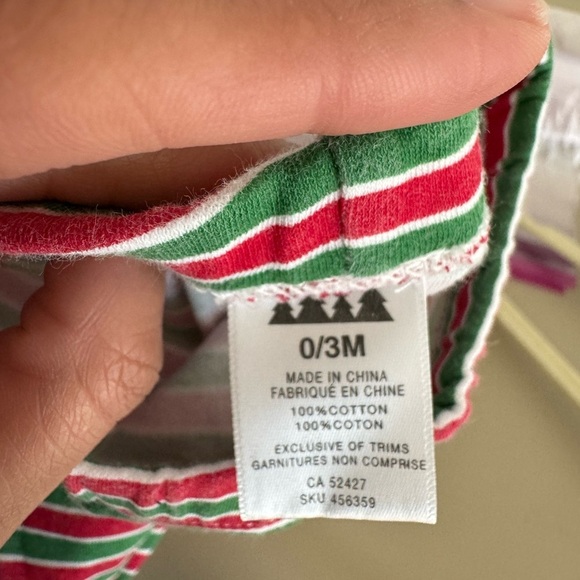 0/3M
MADE IN CHINA
FABRIQUÉ EN CHINE
100%COTTON
100%COTON
EXCLUSIVE OF TRIMS
GARNITURES NON COMPRISE
CA 52427
SKU 456359